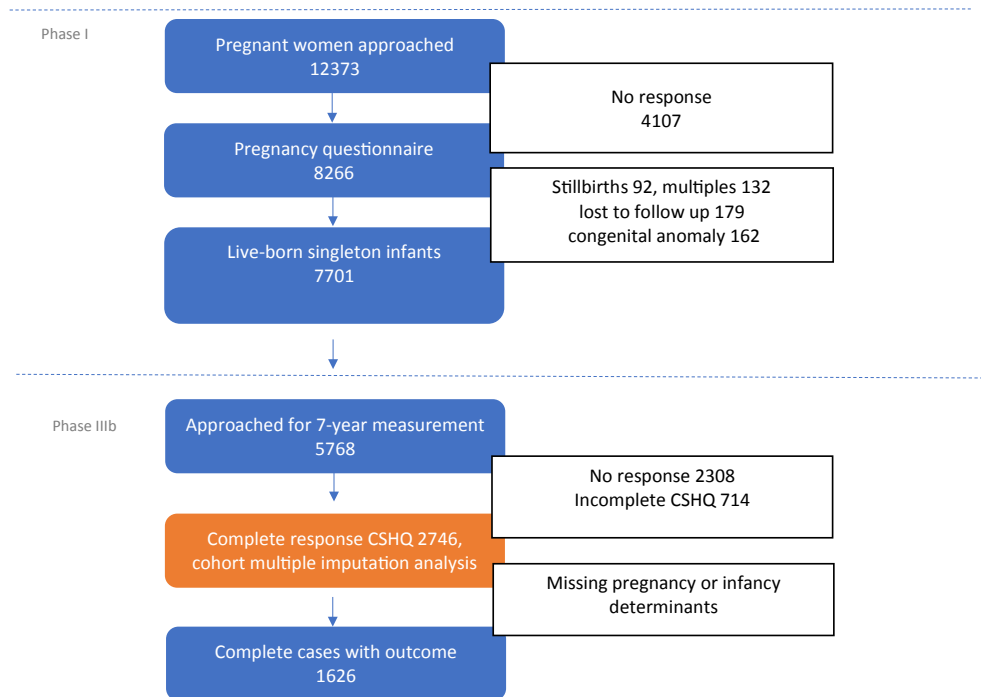 Phase I
Pregnant women approached
12373
No response
4107
Pregnancy questionnaire
8266
Stillbirths 92, multiples 132
lost to follow up 179
congenital anomaly 162
Live-born singleton infants
7701
Phase IIIb
Approached for 7-year measurement
5768
No response 2308
Incomplete CSHQ 714
Complete response CSHQ 2746,
cohort multiple imputation analysis
Missing pregnancy or infancy
determinants
Complete cases with outcome
1626